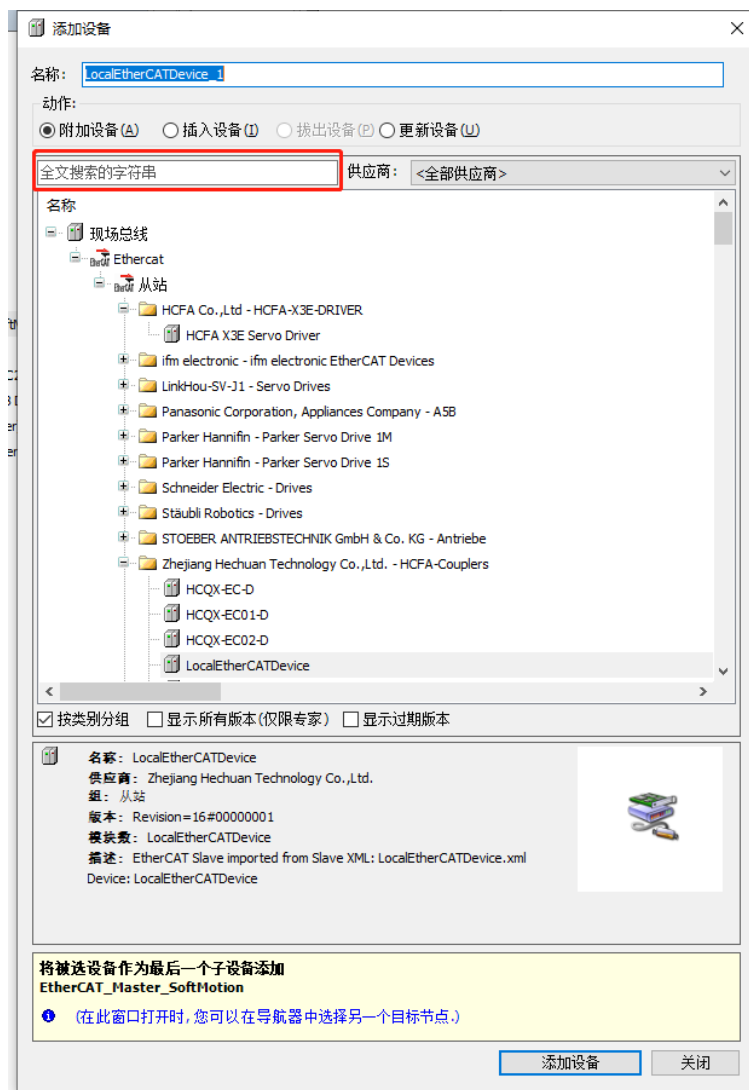 添加设备
名称: LocalEtherCATDevice_1
动作:
附加设备(A) 插入设备(I) 拔出设备(P) 更新设备(U)
全文搜索的字符串 供应商: <全部供应商>
名称
现场总线
EtherCAT Ethercat
EtherCAT 从站
HCFA Co.,Ltd - HCFA-X3E-DRIVER
HCFA X3E Servo Driver
ifm electronic - ifm electronic EtherCAT Devices
LinkHou-SV-J1 - Servo Drives
Panasonic Corporation, Appliances Company - A5B
Parker Hannifin - Parker Servo Drive 1M
Parker Hannifin - Parker Servo Drive 1S
Schneider Electric - Drives
Stäubli Robotics - Drives
STOEBER ANTRIEBSTECHNIK GmbH & Co. KG - Antriebe
Zhejiang Hechuan Technology Co.,Ltd. - HCFA-Couplers
HCQX-EC-D
HCQX-EC01-D
HCQX-EC02-D
LocalEtherCATDevice
按类别分组 显示所有版本(仅限专家) 显示过期版本
名称: LocalEtherCATDevice
供应商: Zhejiang Hechuan Technology Co.,Ltd.
组: 从站
版本: Revision=16#00000001
模块数: LocalEtherCATDevice
描述: EtherCAT Slave imported from Slave XML: LocalEtherCATDevice.xml
Device: LocalEtherCATDevice
将被选设备作为最后一个子设备添加
EtherCAT_Master_SoftMotion
(在此窗口打开时,您可以在导航器中选择另一个目标节点.)
添加设备 关闭